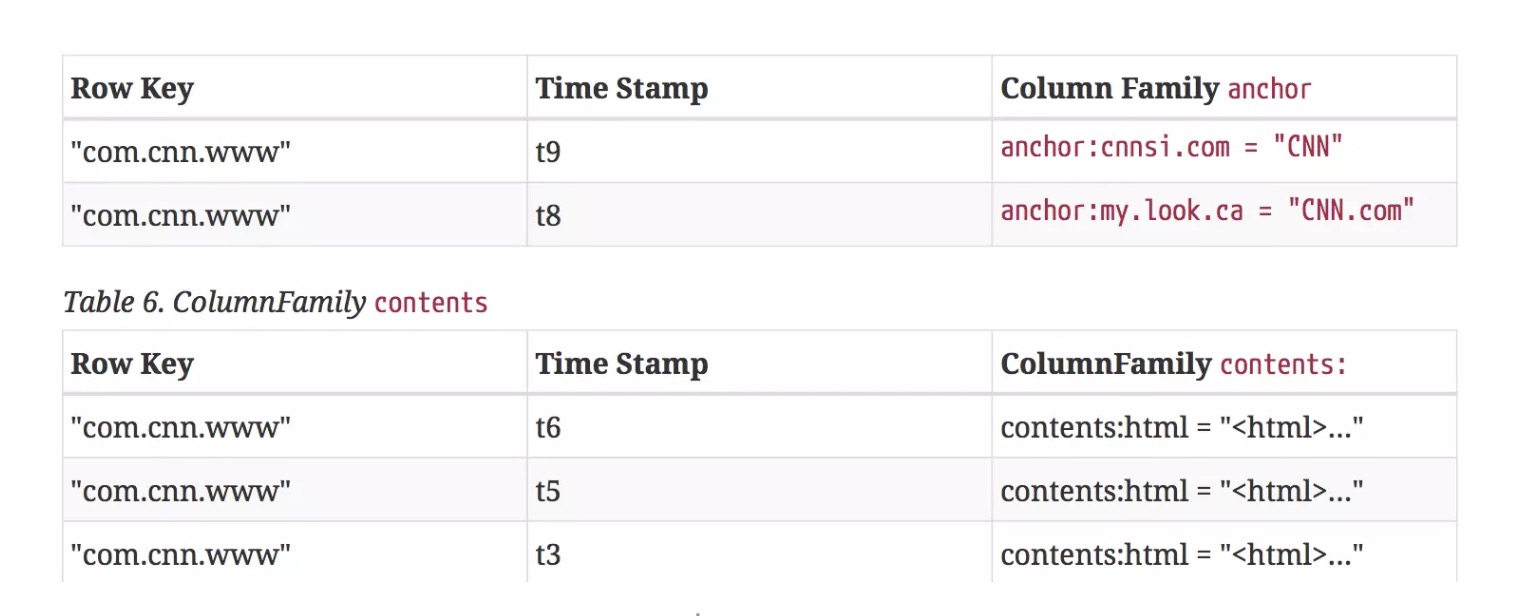 Row Key Time Stamp Column Family anchor
"com.cnn.www" t9 anchor:cnnsi.com = "CNN"
"com.cnn.www" t8 anchor:my.look.ca = "CNN.com"
Table 6. ColumnFamily contents
Row Key Time Stamp ColumnFamily contents:
"com.cnn.www" t6 contents:html = "<html>…"
"com.cnn.www" t5 contents:html = "<html>…"
"com.cnn.www" t3 contents:html = "<html>…"